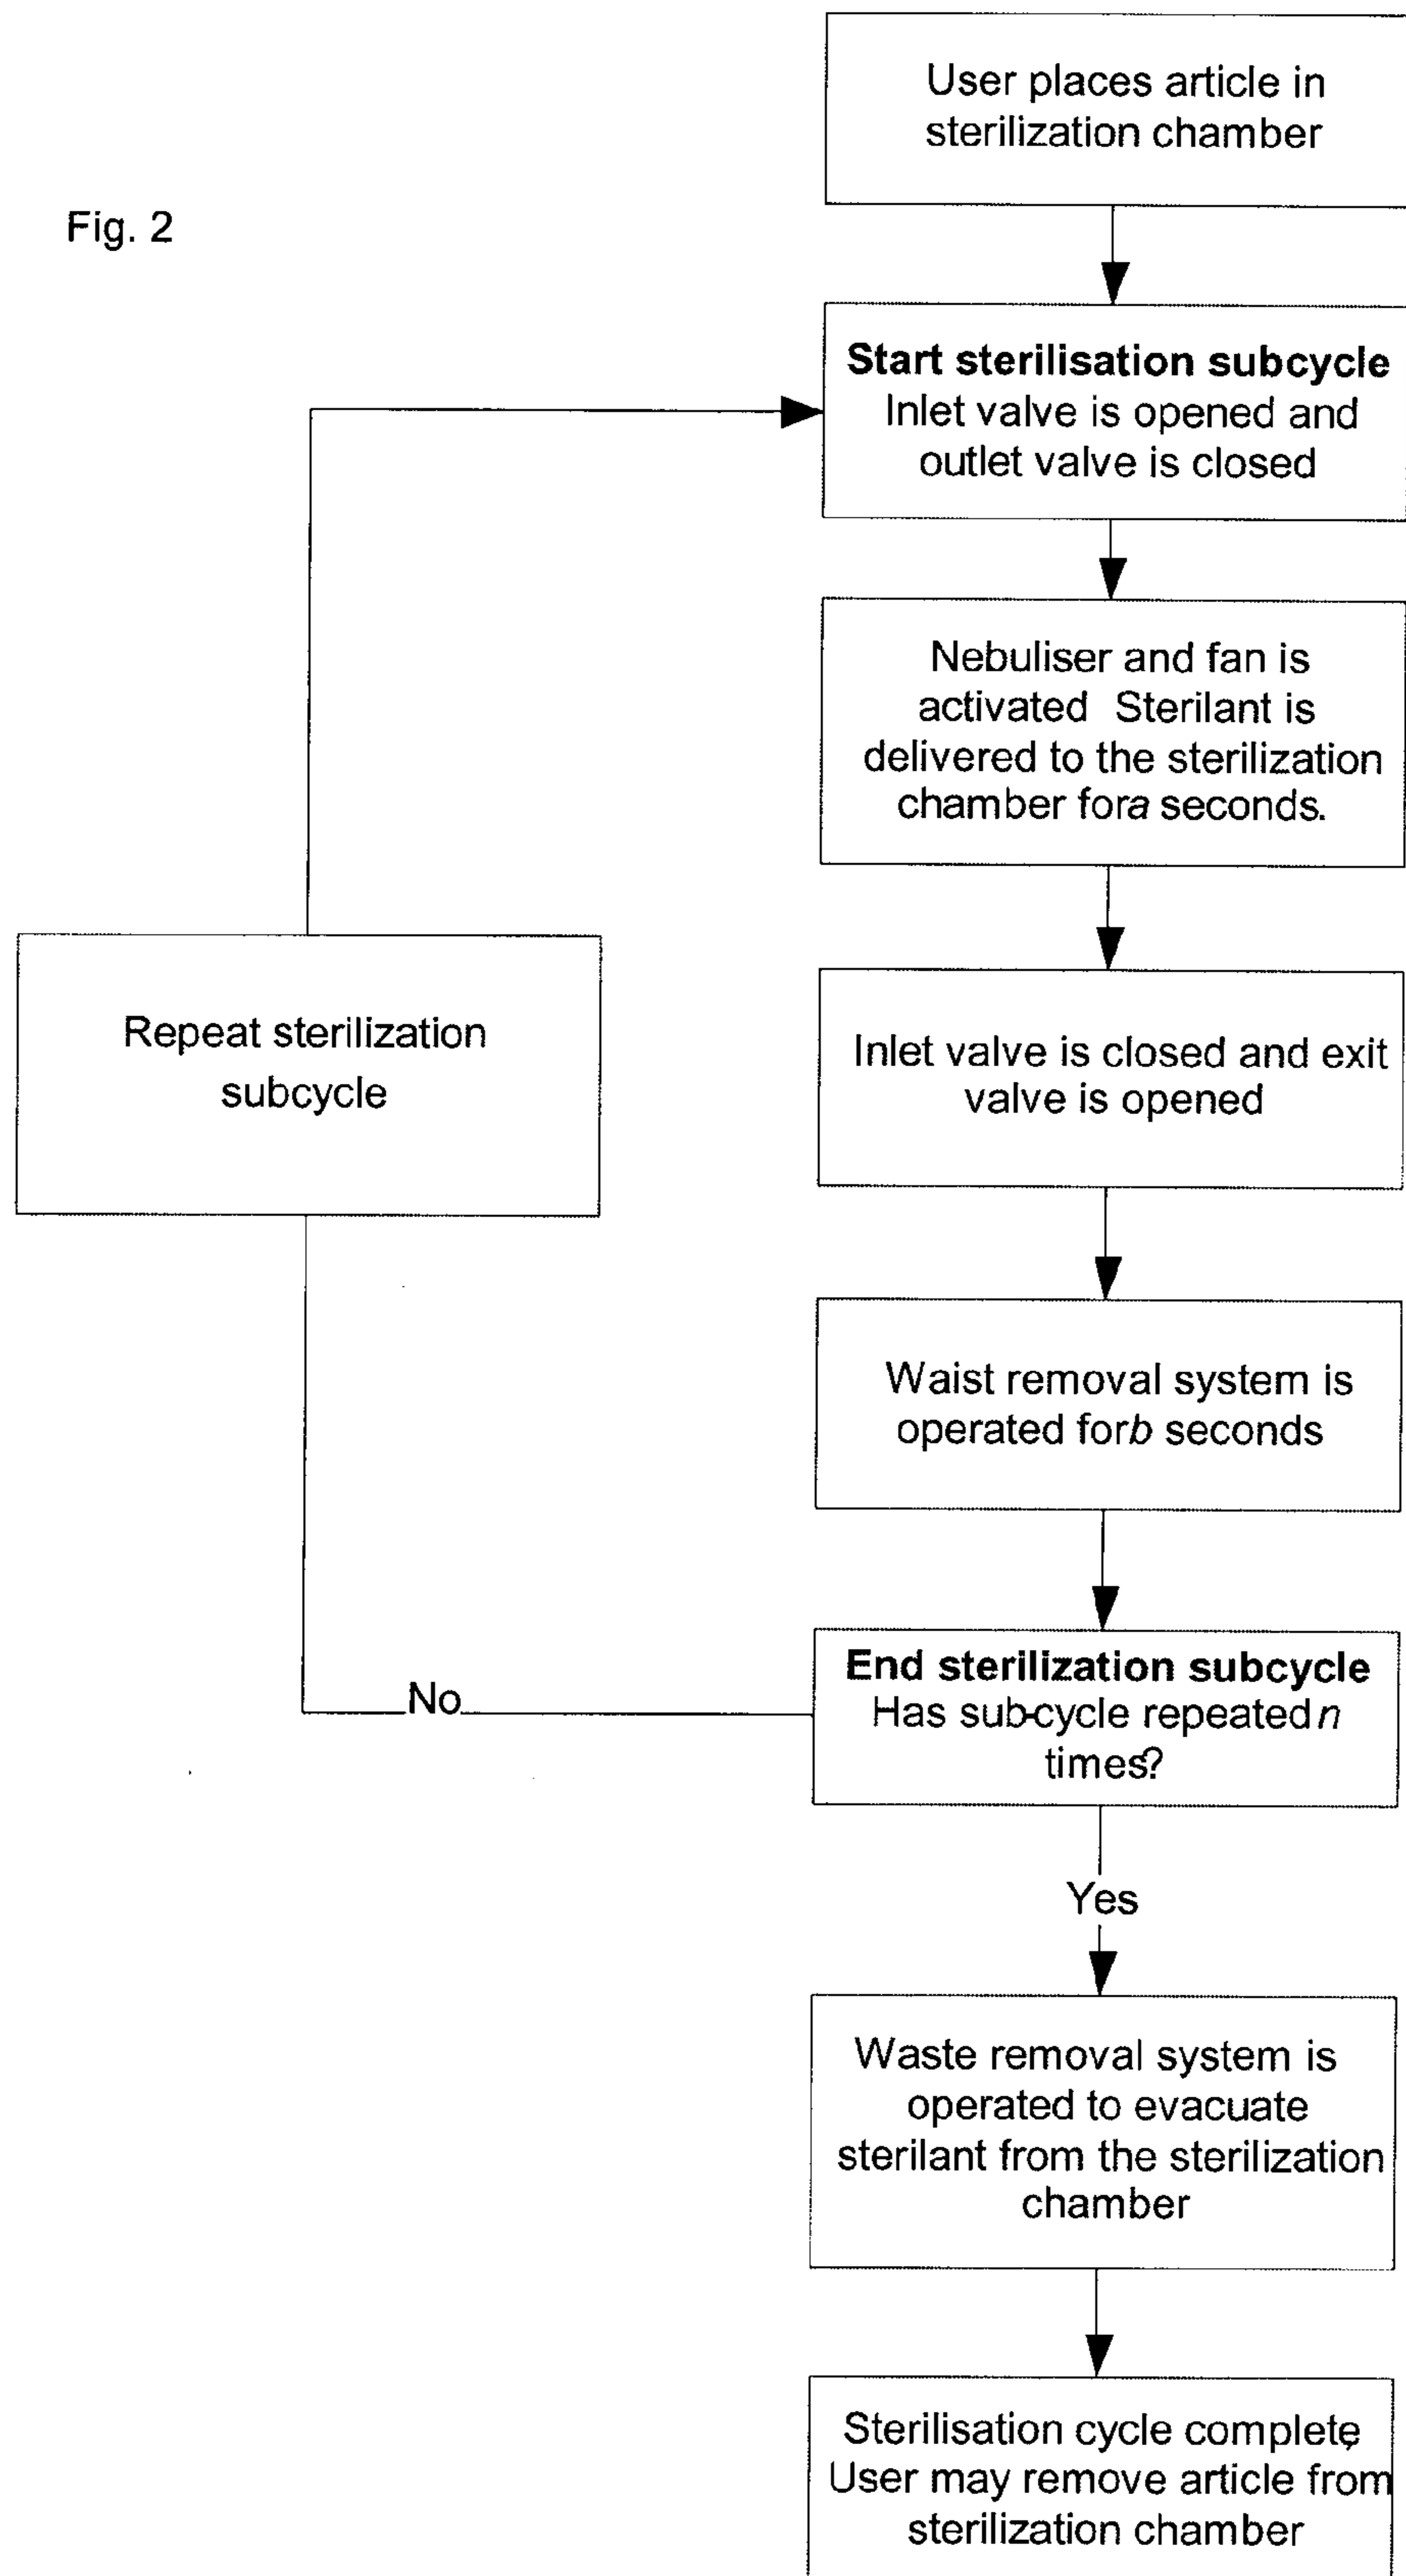 User places article in
sterilization chamber
Fig. 2
Start sterilisation subcycle
Inlet valve is opened and
outlet valve is closed
Nebuliser and fan is
activated Sterilant is
delivered to the sterilization
chamber for a seconds.
Repeat sterilization
subcycle
Inlet valve is closed and exit
valve is opened
Waist removal system is
operated for b seconds
End sterilization subcycle
Has sub-cycle repeated n
times?
No
Yes
Waste removal system is
operated to evacuate
sterilant from the sterilization
chamber
Sterilisation cycle complete,
User may remove article from
sterilization chamber